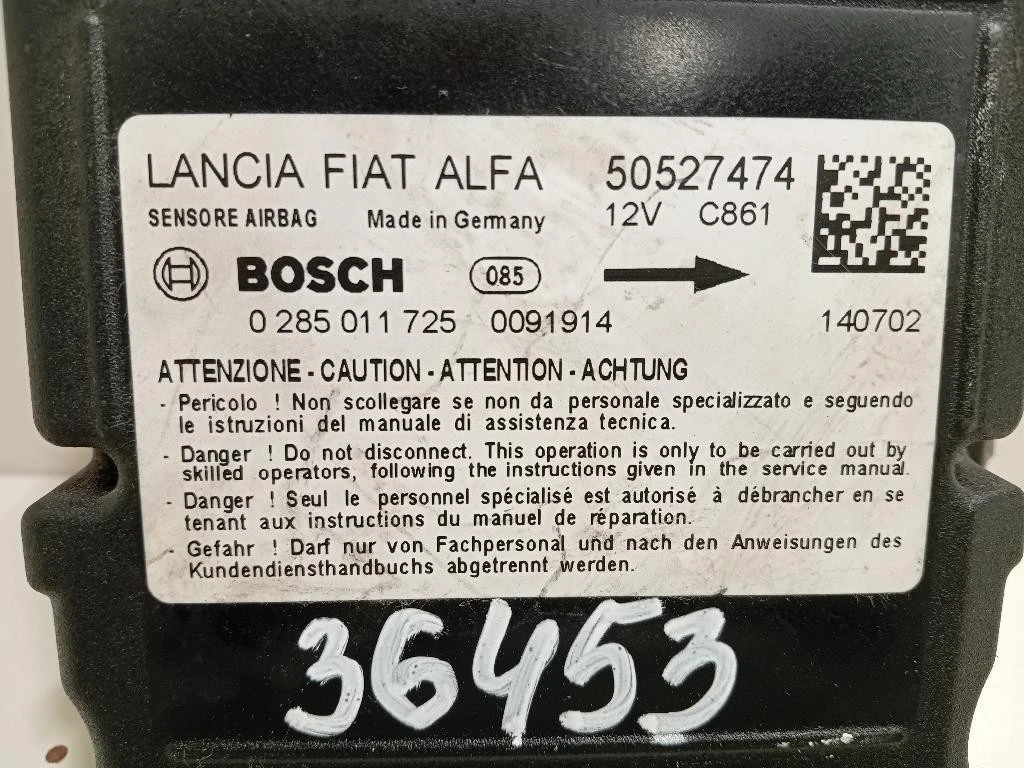 LANCIA FIAT ALFA 50527474
SENSORE AIRBAG Made in Germany 12V C861
BOSCH 085
0 285 011 725 0091914 140702
ATTENZIONE - CAUTION - ATTENTION - ACHTUNG
- Pericolo ! Non scollegare se non da personale specializzato e seguendo
le istruzioni del manuale di assistenza tecnica.
- Danger ! Do not disconnect. This operation is only to be carried out by
skilled operators, following the instructions given in the service manual.
- Danger ! Seul le personnel spécialisé est autorisé à débrancher en se
tenant aux instructions du manuel de réparation.
- Gefahr ! Darf nur von Fachpersonal und nach den Anweisungen des
Kundendiensthandbuchs abgetrennt werden.
36453